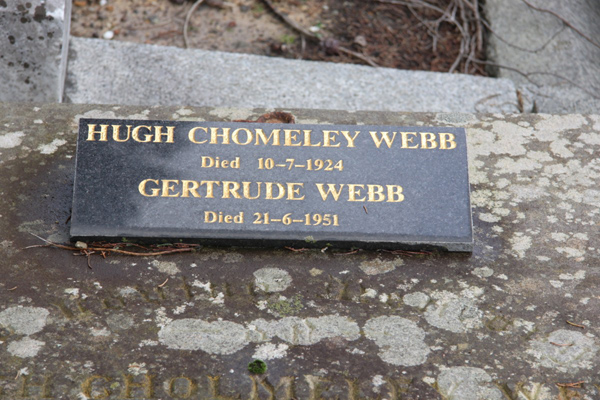 HUGH CHOMELEY WEBB
Died 10-7-1924
GERTRUDE WEBB
Died 21-6-1951